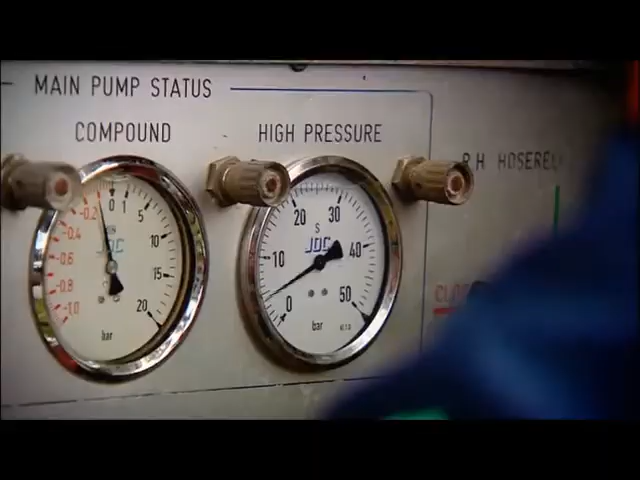 MAIN PUMP STATUS
COMPOUND
HIGH PRESSURE
R.H HOSEREEL
-0.2 0 1 5
-0.4 10
-0.6
-0.8 15
-1.0 20
bar
20 S 30
JDC
10 40
0 50
bar